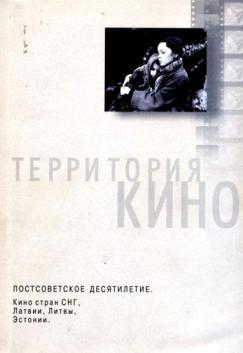 ТЕРРИТОРИЯ
КИНО
ПОСТСОВЕТСКОЕ ДЕСЯТИЛЕТИЕ.
Кино стран СНГ,
Латвии, Литвы,
Эстонии.